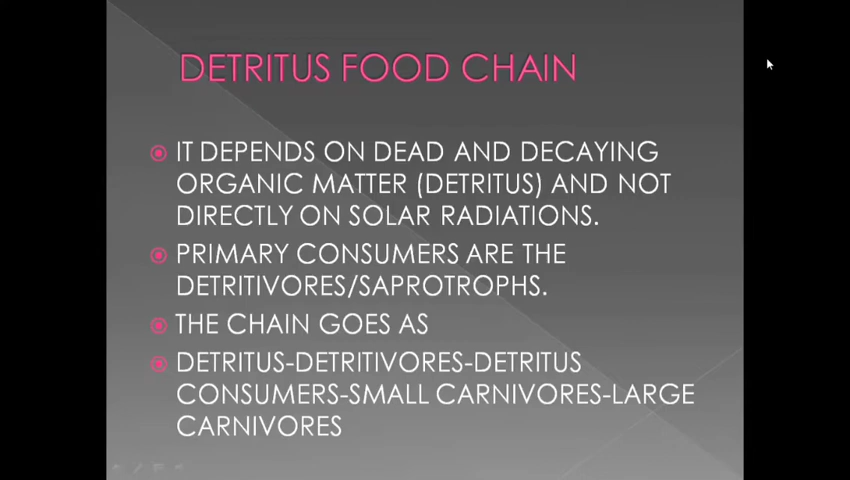 DETRITUS FOOD CHAIN
IT DEPENDS ON DEAD AND DECAYING
ORGANIC MATTER (DETRITUS) AND NOT
DIRECTLY ON SOLAR RADIATIONS.
PRIMARY CONSUMERS ARE THE
DETRITIVORES/SAPROTROPHS.
THE CHAIN GOES AS
DETRITUS-DETRITIVORES-DETRITUS
CONSUMERS-SMALL CARNIVORES-LARGE
CARNIVORES